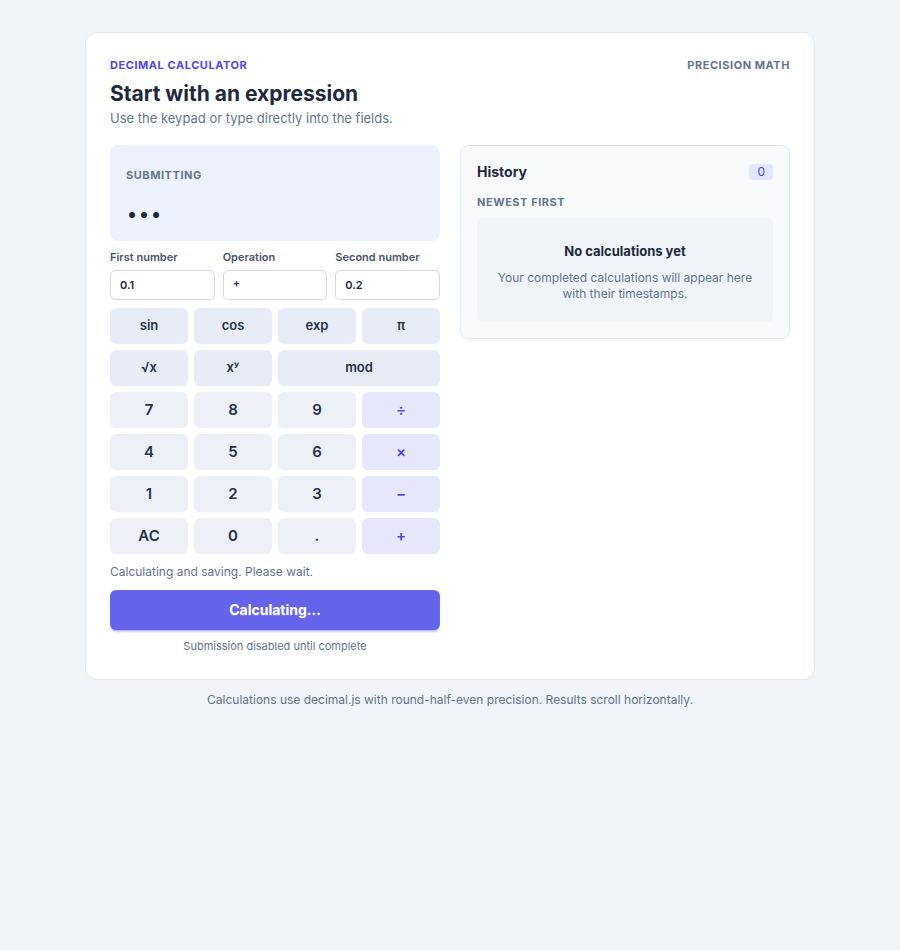 DECIMAL CALCULATOR
PRECISION MATH
Start with an expression
Use the keypad or type directly into the fields.
SUBMITTING
•••
First number
Operation
Second number
0.1
+
0.2
sin
cos
exp
π
√x
xʸ
mod
7
8
9
÷
4
5
6
×
1
2
3
−
AC
0
.
+
Calculating and saving. Please wait.
Calculating...
Submission disabled until complete
History
0
NEWEST FIRST
No calculations yet
Your completed calculations will appear here
with their timestamps.
Calculations use decimal.js with round-half-even precision. Results scroll horizontally.